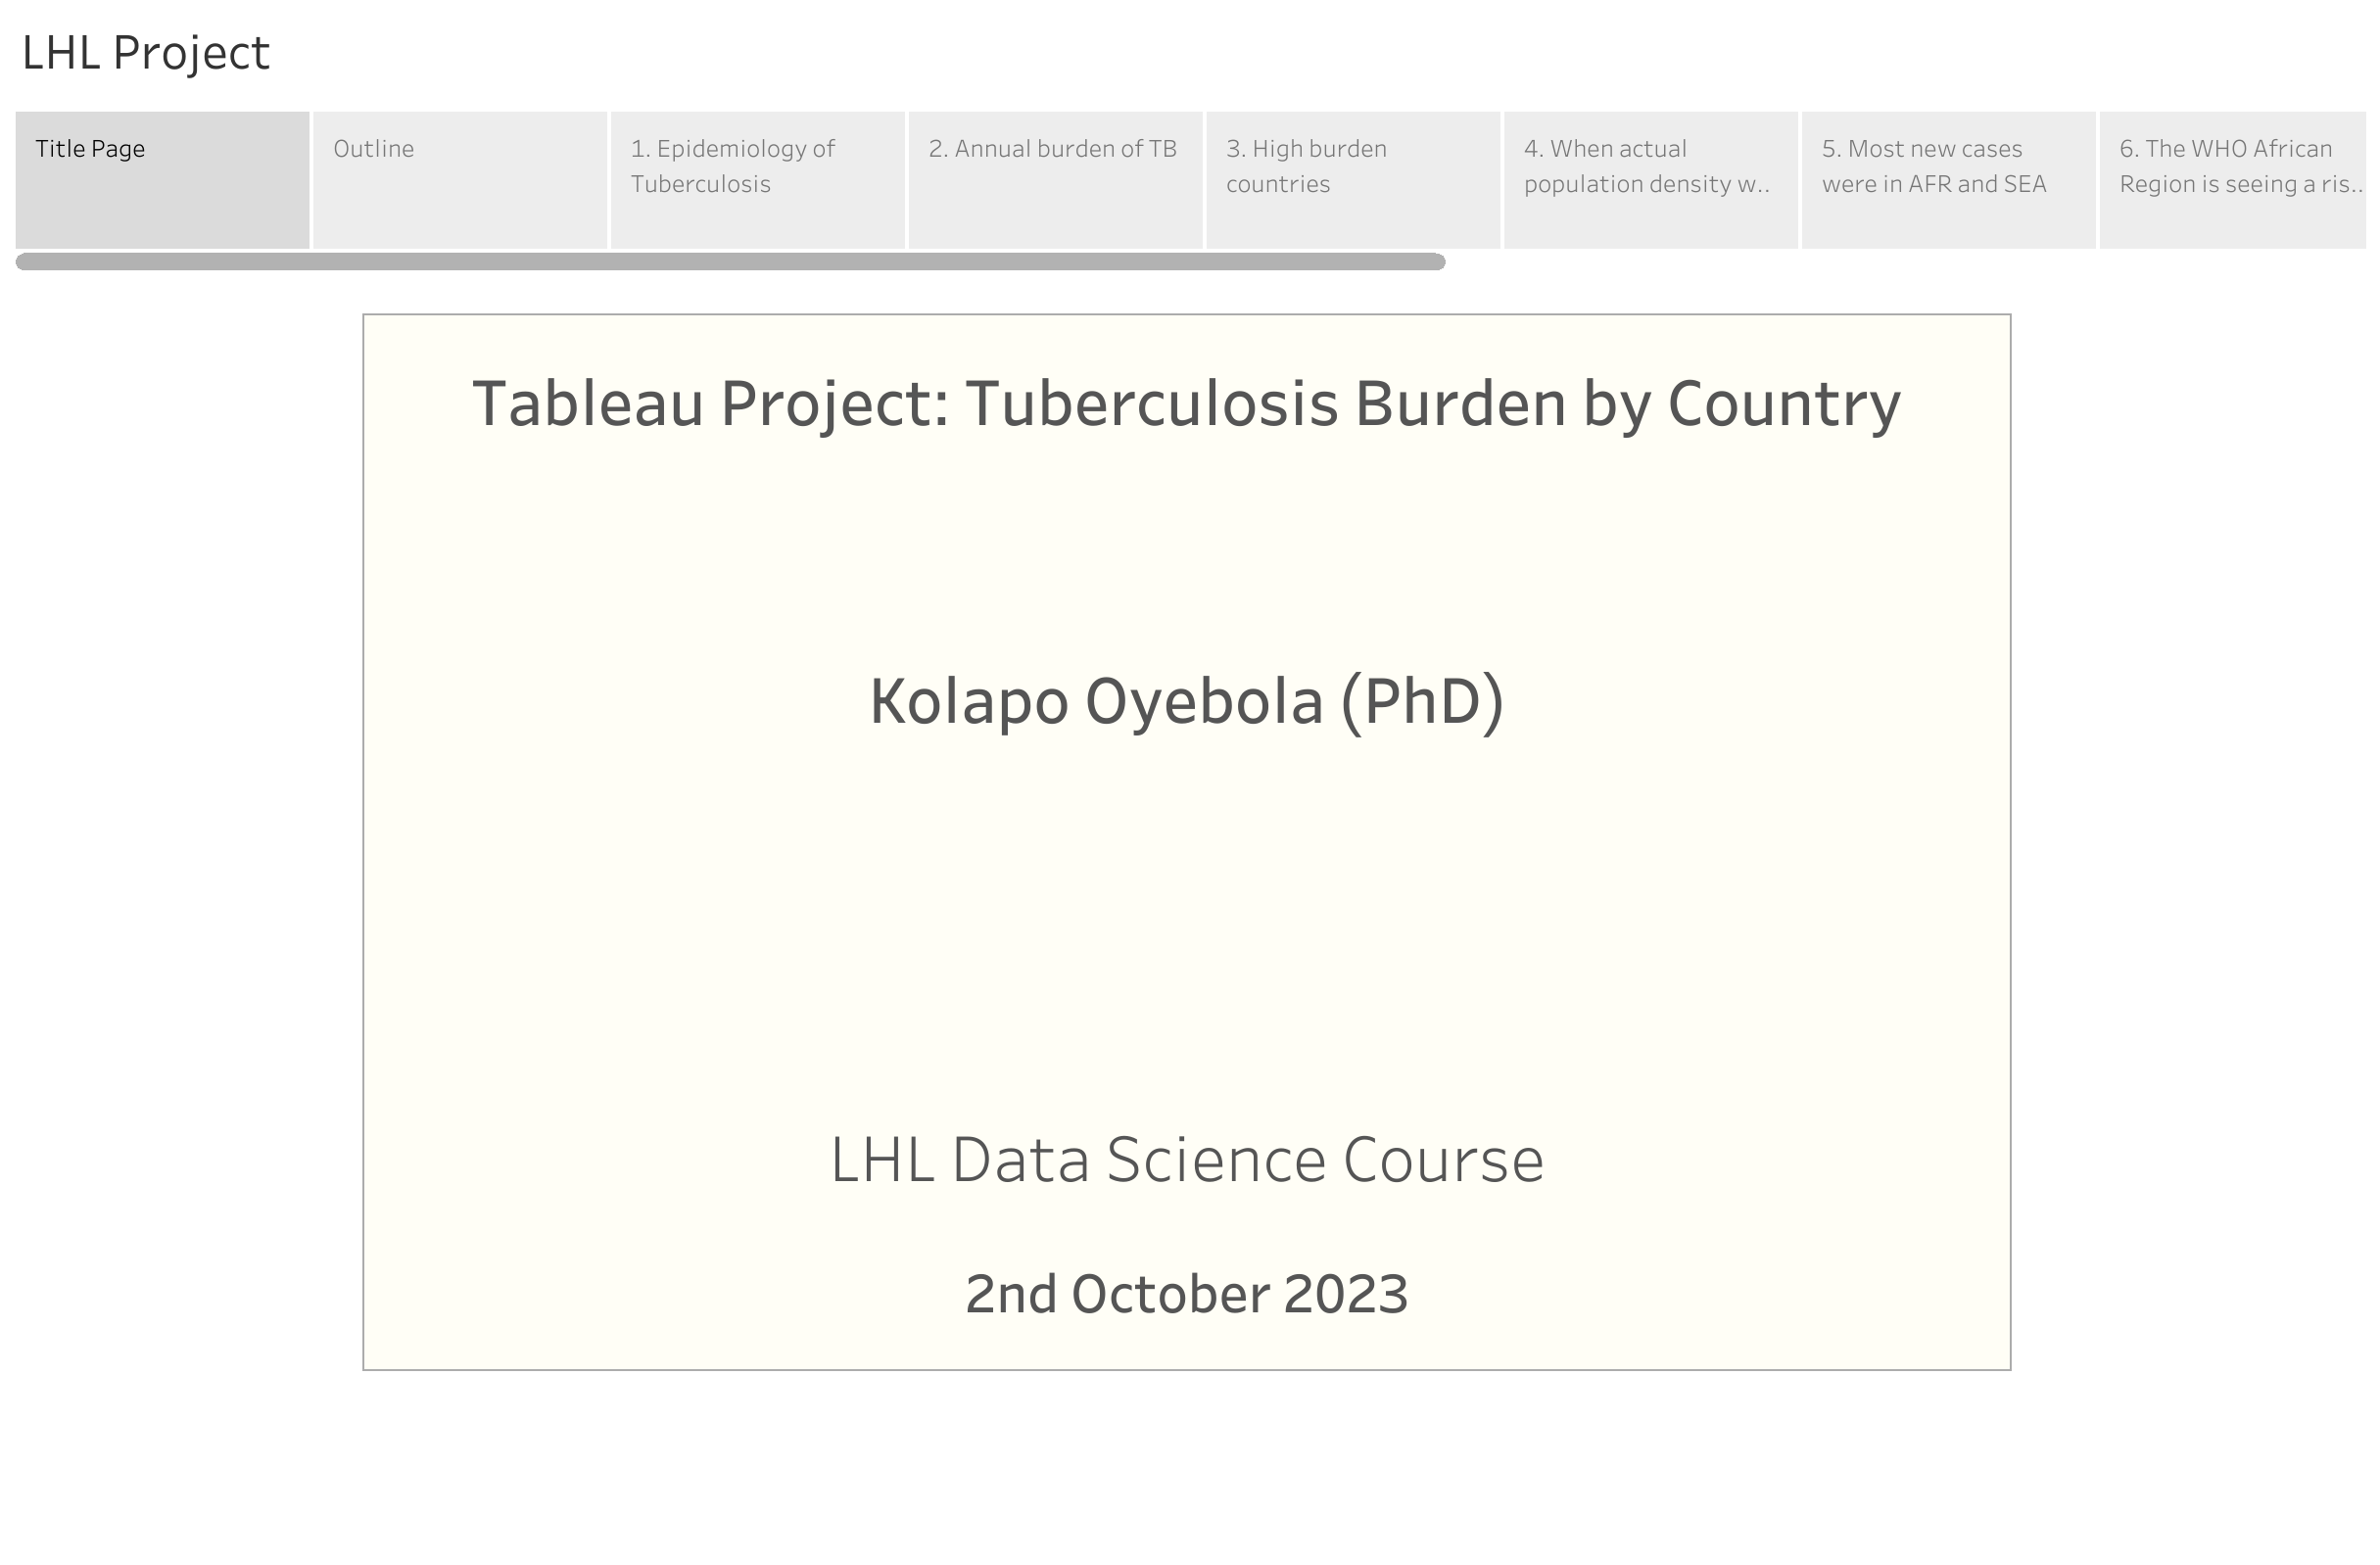 LHL Project
Title Page
Outline
1. Epidemiology of
Tuberculosis
2. Annual burden of TB
3. High burden
countries
4. When actual
population density w..
5. Most new cases
were in AFR and SEA
6. The WHO African
Region is seeing a ris..
Tableau Project: Tuberculosis Burden by Country
Kolapo Oyebola (PhD)
LHL Data Science Course
2nd October 2023